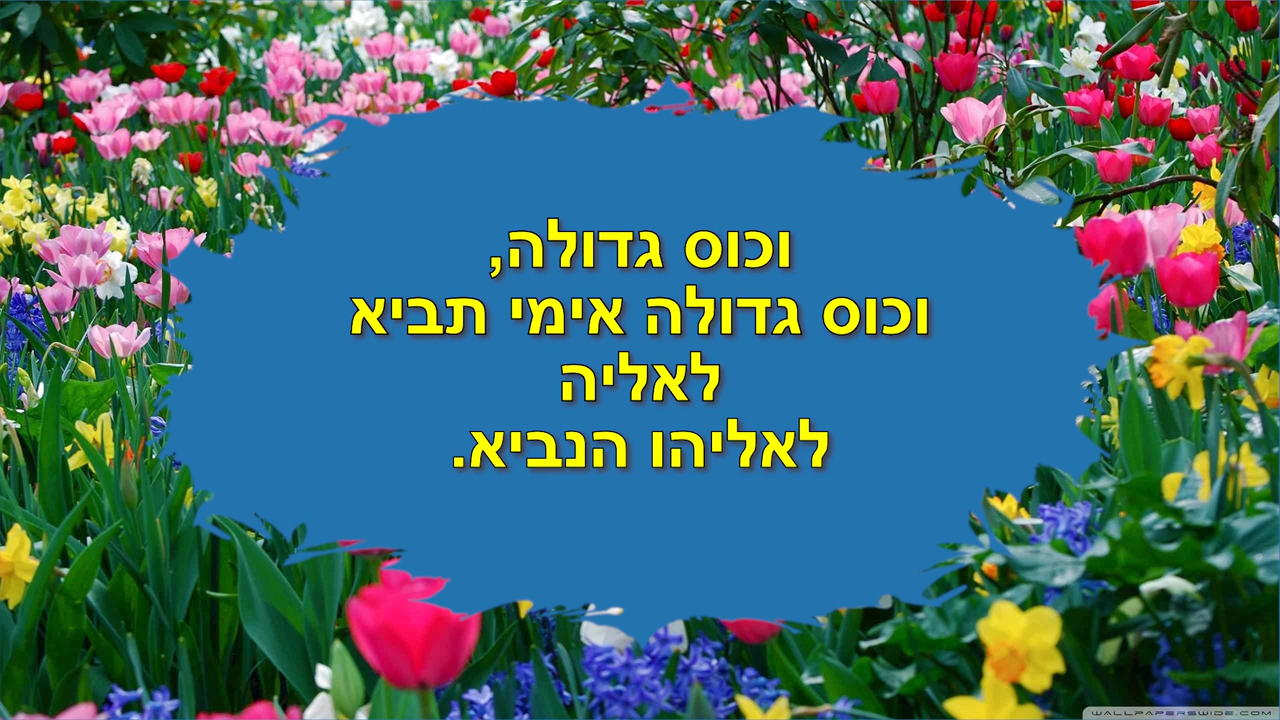 וכוס גדולה,
וכוס גדולה אימי תביא
לאליה
לאליהו הנביא.
WALLPAPERSWIDE.COM